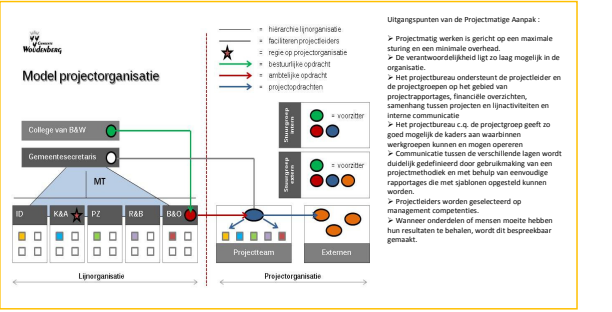 Gemeente
WOUDENBERG
Model projectorganisatie
= hiërarchie lijnorganisatie
= faciliteren projectleiders
= regie op projectorganisatie
= bestuurlijke opdracht
= ambtelijke opdracht
= projectopdrachten
College van B&W
Gemeentesecretaris
MT
ID
K&A
PZ
R&B
B&O
Stuurgroep intern
= voorzitter
Stuurgroep extern
= voorzitter
Projectteam
Externen
Lijnorganisatie
Projectorganisatie
Uitgangspunten van de Projectmatige Aanpak :
➢ Projectmatig werken is gericht op een maximale
sturing en een minimale overhead.
➢ De verantwoordelijkheid ligt zo laag mogelijk in de
organisatie.
➢ Het projectbureau ondersteunt de projectleider en
de projectgroepen op het gebied van
projectrapportages, financiële overzichten,
samenhang tussen projecten en lijnactiviteiten en
interne communicatie
➢ Het projectbureau c.q. de projectgroep geeft zo
goed mogelijk de kaders aan waarbinnen
werkgroepen kunnen en mogen opereren
➢ Communicatie tussen de verschillende lagen wordt
duidelijk gedefinieerd door gebruikmaking van een
projectmethodiek en met behulp van eenvoudige
rapportages die met sjablonen opgesteld kunnen
worden.
➢ Projectleiders worden geselecteerd op
management competenties.
➢ Wanneer onderdelen of mensen moeite hebben
hun resultaten te behalen, wordt dit bespreekbaar
gemaakt.